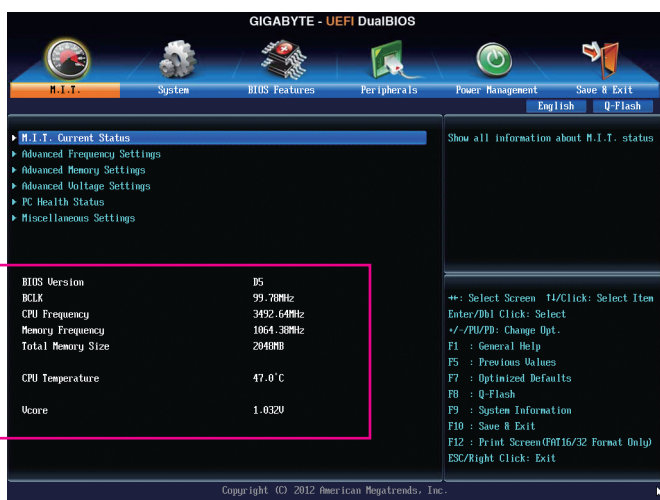 GIGABYTE - UEFI DualBIOS
M.I.T. System BIOS Features Peripherals Power Management Save & Exit
English Q-Flash
M.I.T. Current Status
Advanced Frequency Settings
Advanced Memory Settings
Advanced Voltage Settings
PC Health Status
Miscellaneous Settings
BIOS Version D5
BCLK 99.78MHz
CPU Frequency 3492.64MHz
Memory Frequency 1064.38MHz
Total Memory Size 2048MB
CPU Temperature 47.0°C
Vcore 1.032V
Show all information about M.I.T. status
→←: Select Screen ↑↓/Click: Select Item
Enter/Dbl Click: Select
+/-/PU/PD: Change Opt.
F1 : General Help
F5 : Previous Values
F7 : Optimized Defaults
F8 : Q-Flash
F9 : System Information
F10 : Save & Exit
F12 : Print Screen(FAT16/32 Format Only)
ESC/Right Click: Exit
Copyright (C) 2012 American Megatrends, Inc.